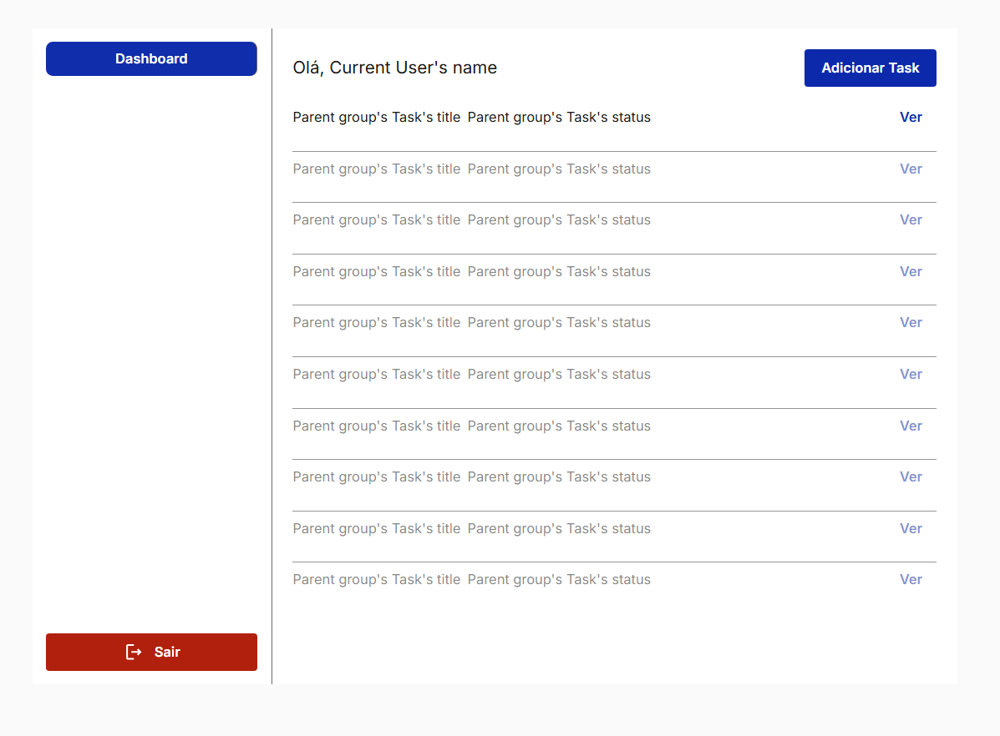 Dashboard
Olá, Current User's name
Adicionar Task
Parent group's Task's title Parent group's Task's status Ver
Parent group's Task's title Parent group's Task's status Ver
Parent group's Task's title Parent group's Task's status Ver
Parent group's Task's title Parent group's Task's status Ver
Parent group's Task's title Parent group's Task's status Ver
Parent group's Task's title Parent group's Task's status Ver
Parent group's Task's title Parent group's Task's status Ver
Parent group's Task's title Parent group's Task's status Ver
Parent group's Task's title Parent group's Task's status Ver
Parent group's Task's title Parent group's Task's status Ver
Sair